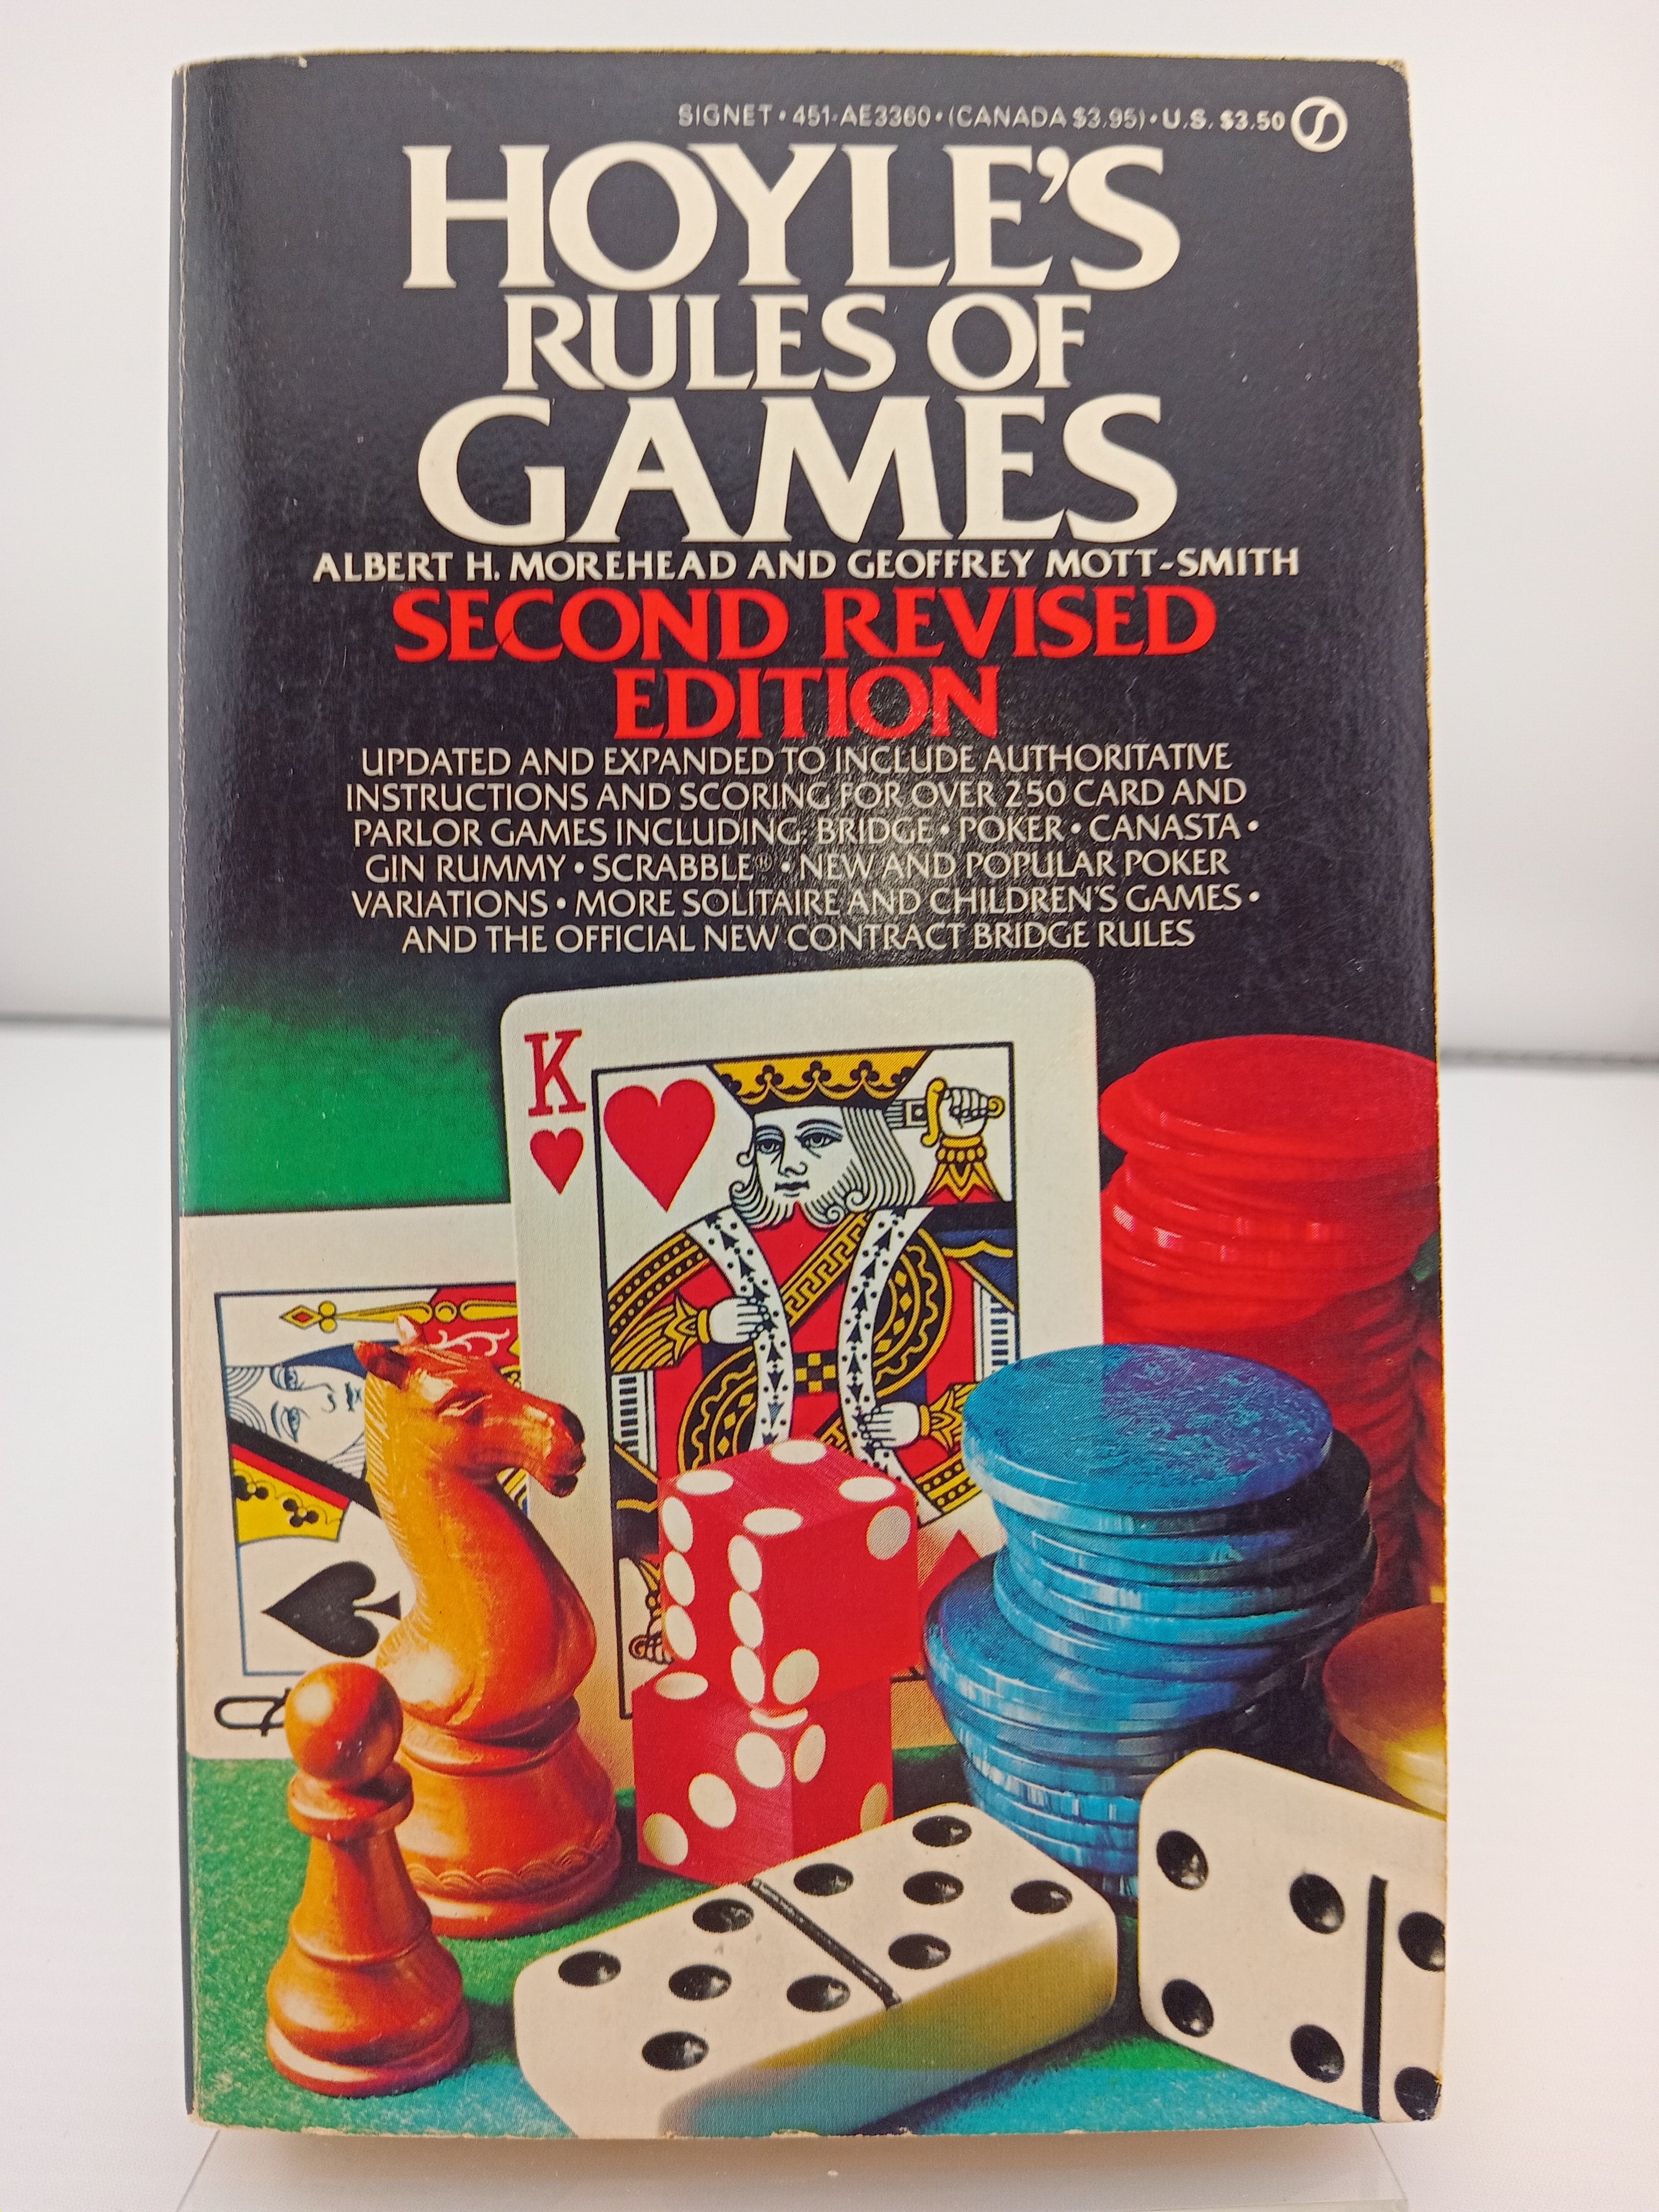 SIGNET • 451-AE3360 • (CANADA $3.95) • U.S. $3.50
HOYLE'S
RULES OF
GAMES
ALBERT H. MOREHEAD AND GEOFFREY MOTT-SMITH
SECOND REVISED
EDITION
UPDATED AND EXPANDED TO INCLUDE AUTHORITATIVE
INSTRUCTIONS AND SCORING FOR OVER 250 CARD AND
PARLOR GAMES INCLUDING: BRIDGE • POKER • CANASTA •
GIN RUMMY • SCRABBLE® • NEW AND POPULAR POKER
VARIATIONS • MORE SOLITAIRE AND CHILDREN'S GAMES •
AND THE OFFICIAL NEW CONTRACT BRIDGE RULES
K
Q